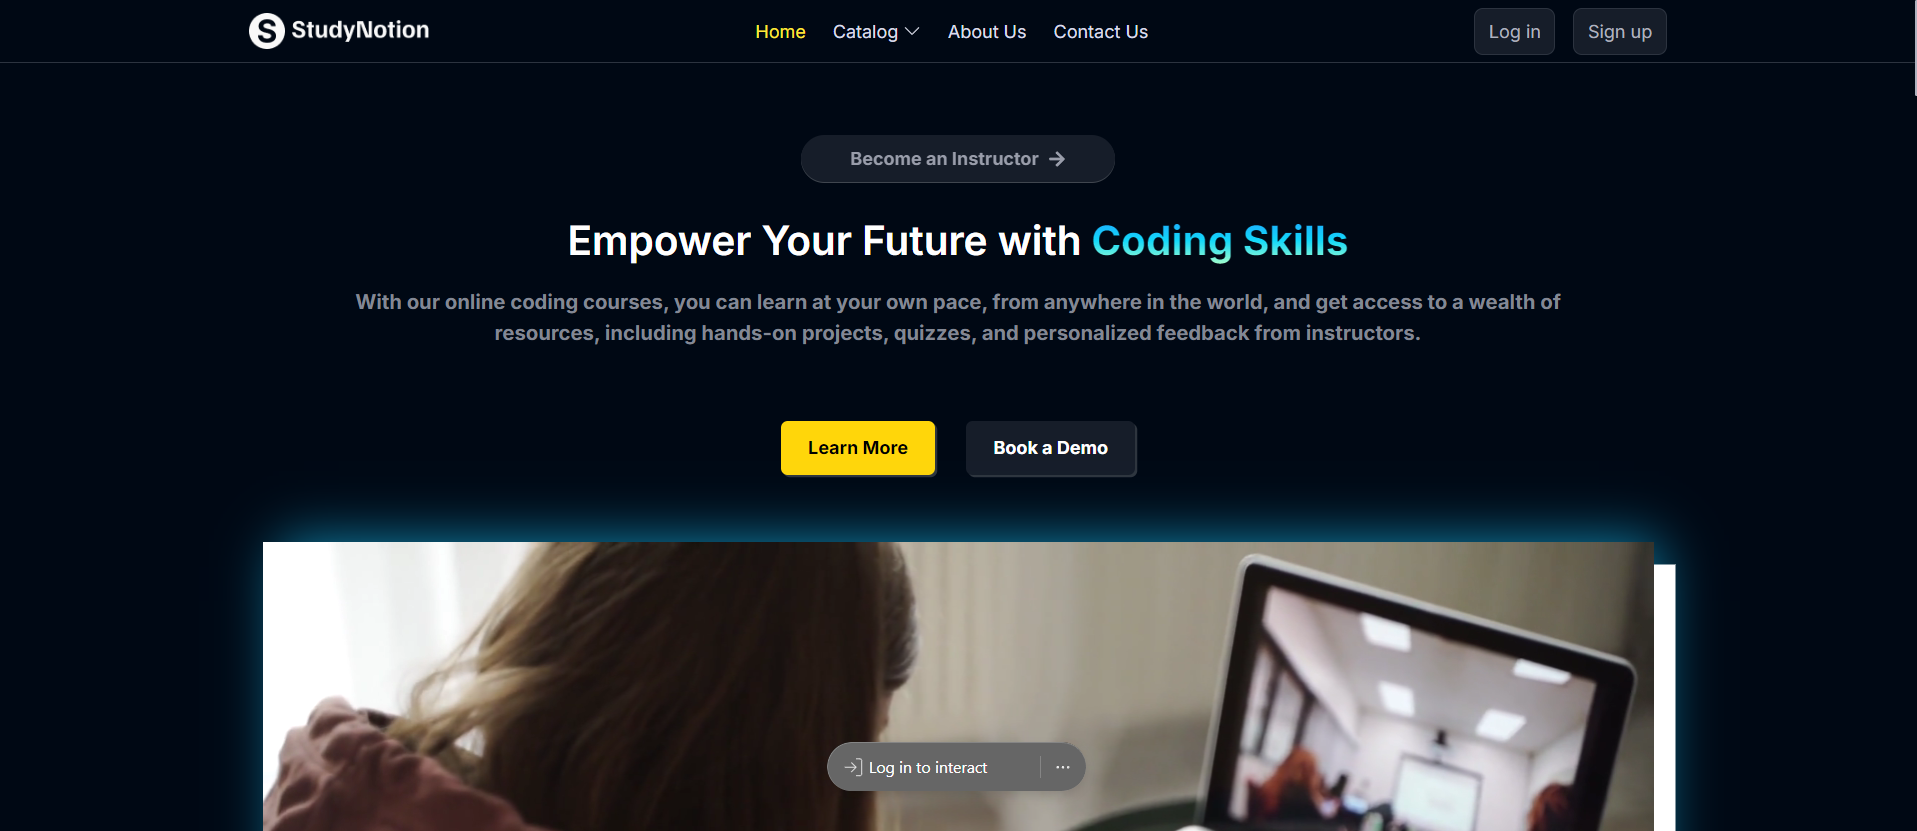 S StudyNotion
Home Catalog About Us Contact Us
Log in Sign up
Become an Instructor
Empower Your Future with Coding Skills
With our online coding courses, you can learn at your own pace, from anywhere in the world, and get access to a wealth of
resources, including hands-on projects, quizzes, and personalized feedback from instructors.
Learn More Book a Demo
Log in to interact